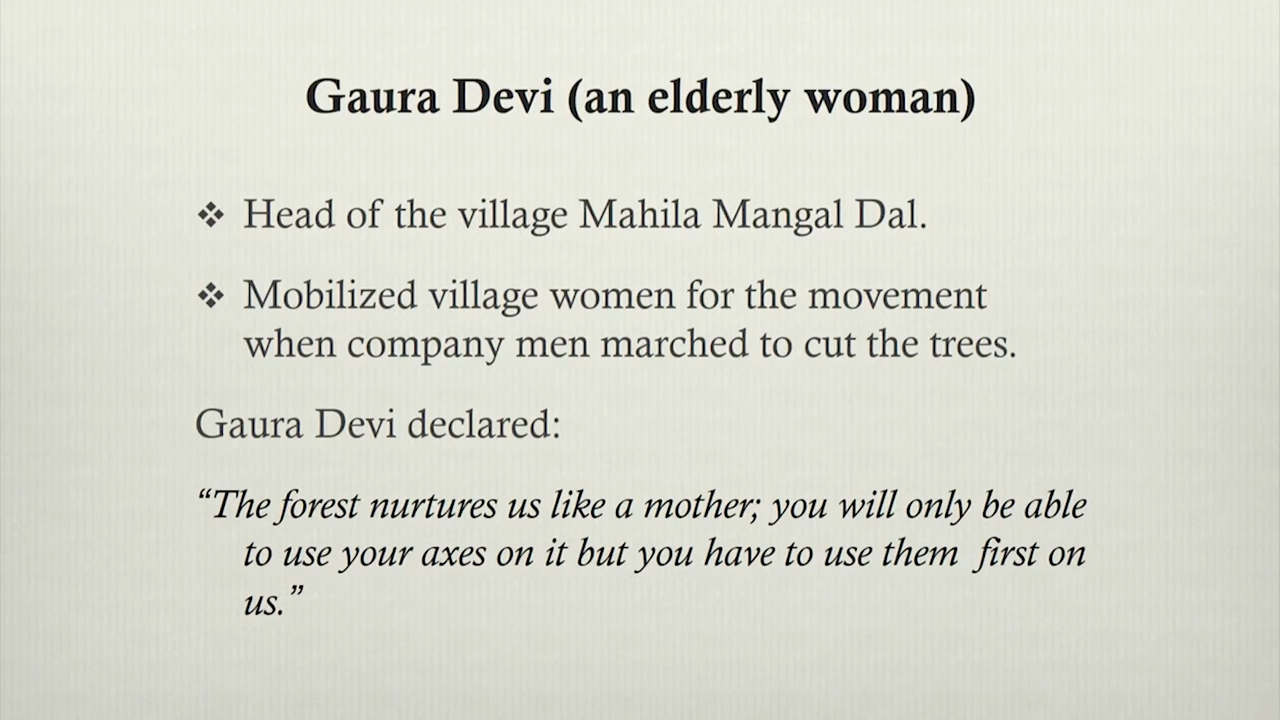 Gaura Devi (an elderly woman)
❖ Head of the village Mahila Mangal Dal.
❖ Mobilized village women for the movement
when company men marched to cut the trees.
Gaura Devi declared:
“The forest nurtures us like a mother; you will only be able
to use your axes on it but you have to use them first on
us.”